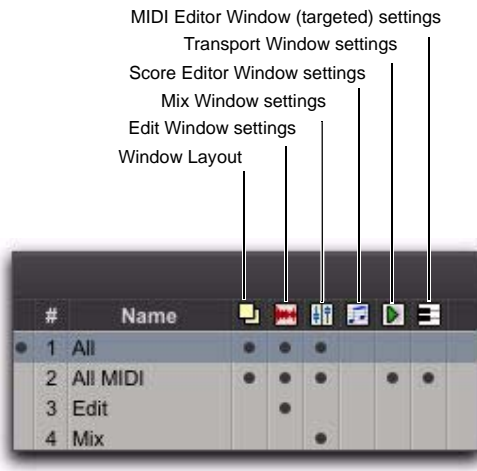 MIDI Editor Window (targeted) settings
Transport Window settings
Score Editor Window settings
Mix Window settings
Edit Window settings
Window Layout
# Name
1 All
2 All MIDI
3 Edit
4 Mix